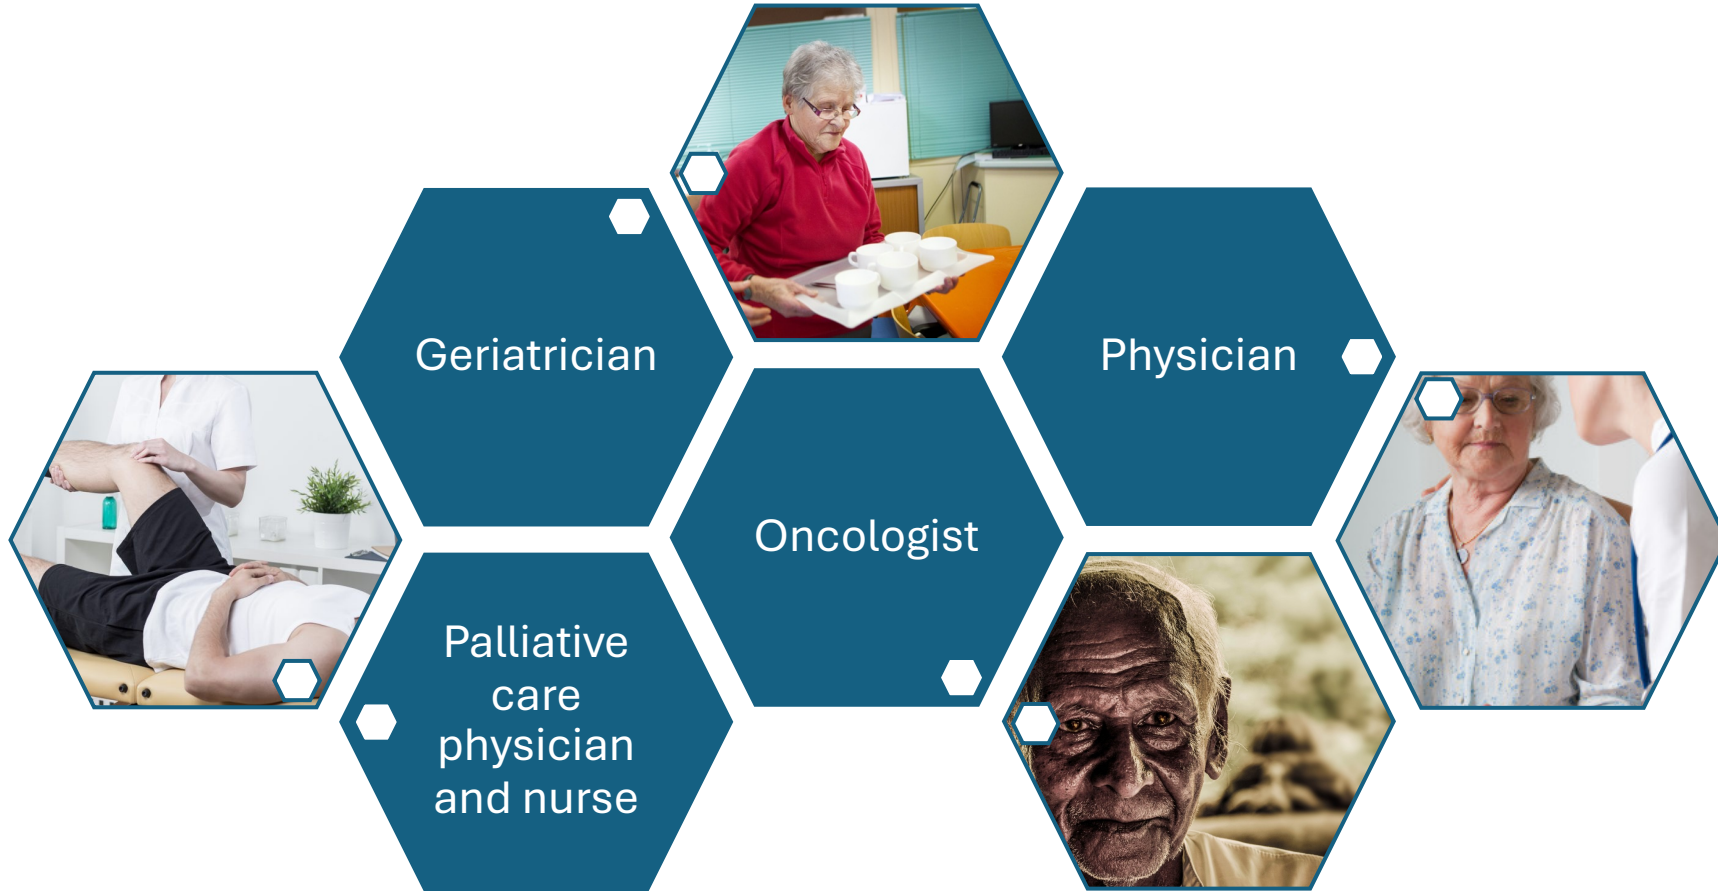 Geriatrician
Physician
Oncologist
Palliative
care
physician
and nurse